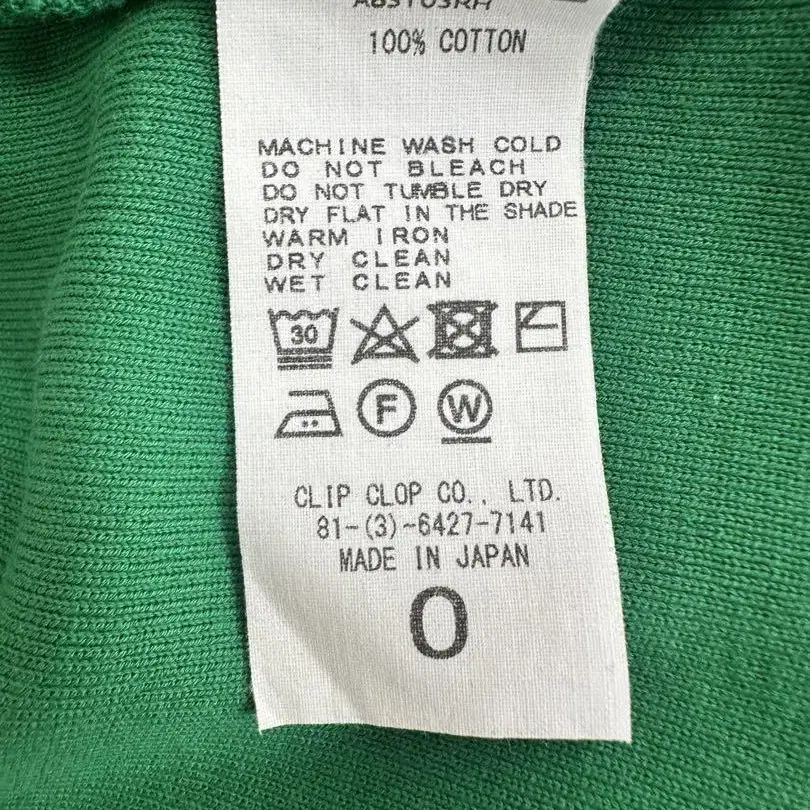 100% COTTON
MACHINE WASH COLD
DO NOT BLEACH
DO NOT TUMBLE DRY
DRY FLAT IN THE SHADE
WARM IRON
DRY CLEAN
WET CLEAN
30
F W
CLIP CLOP CO., LTD.
81-(3)-6427-7141
MADE IN JAPAN
0